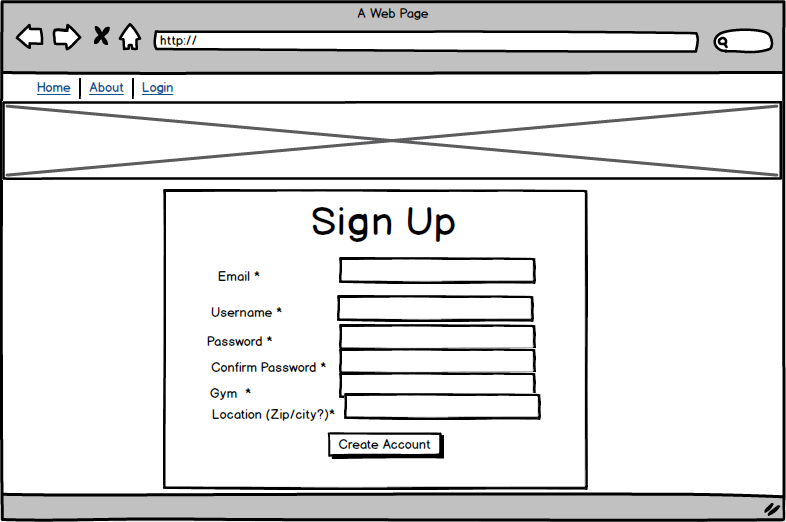 A Web Page
http://
Home About Login
Sign Up
Email *
Username *
Password *
Confirm Password *
Gym *
Location (Zip/city?)*
Create Account